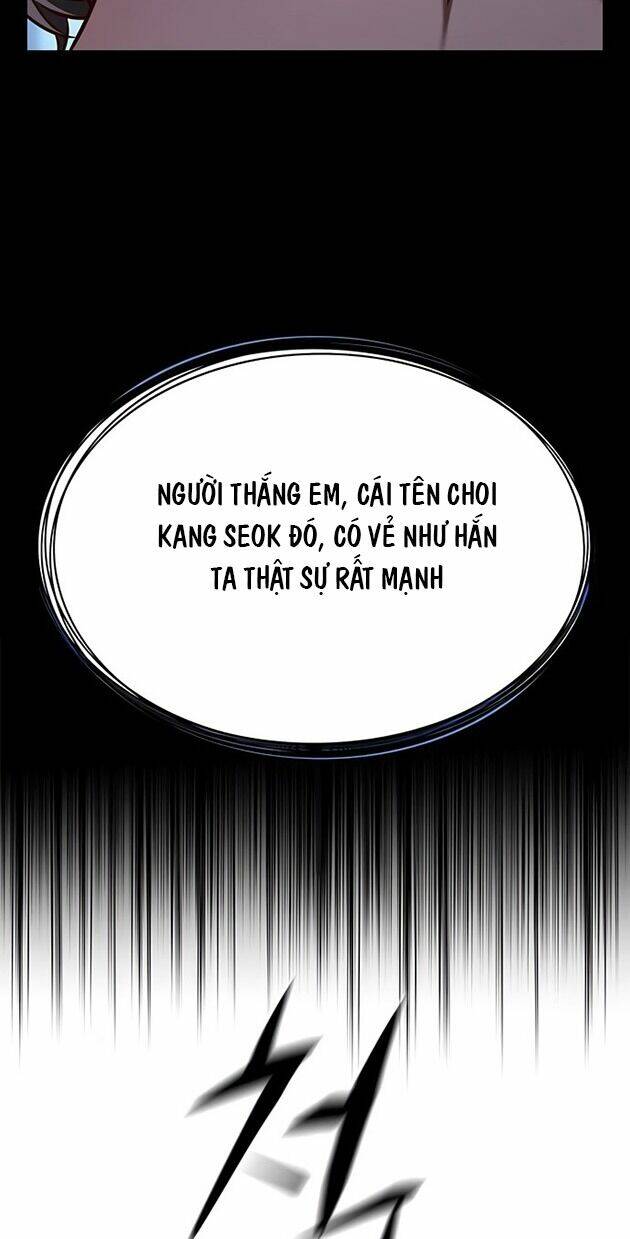 NGƯỜI THẮNG EM, CÁI TÊN CHOI
KANG SEOK ĐÓ, CÓ VẺ NHƯ HẮN
TA THẬT SỰ RẤT MẠNH